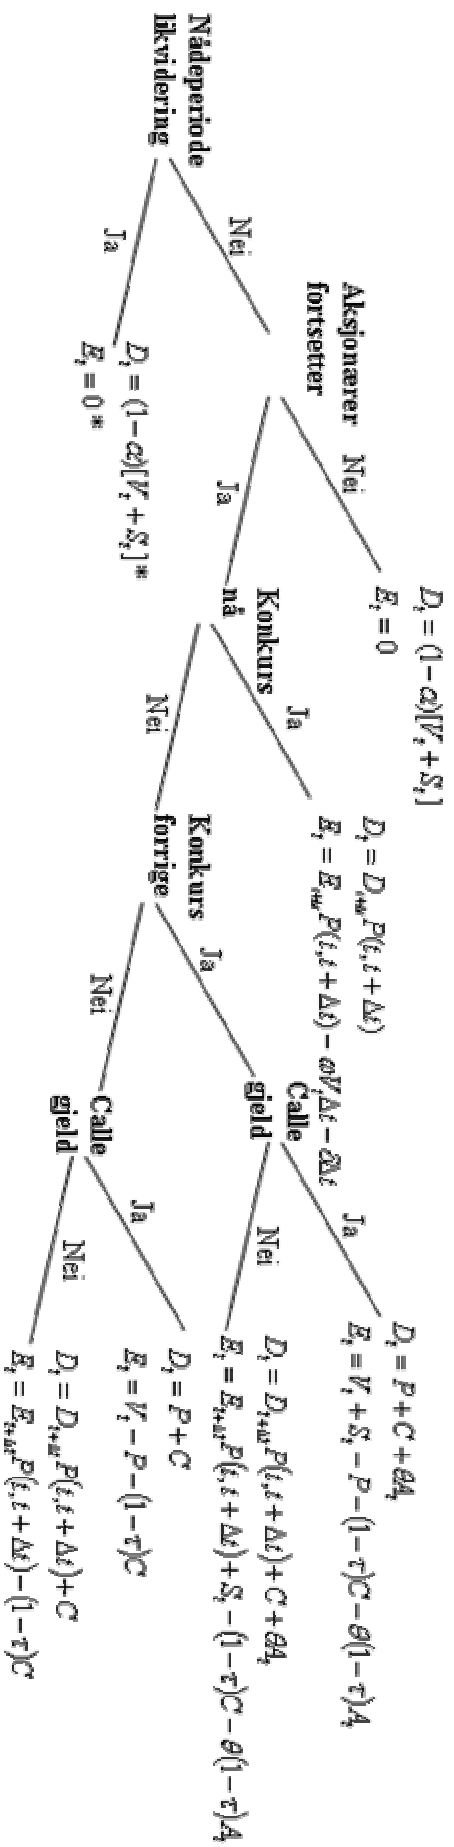 Nådeperiode
likvidering
Nei
Ja
D_t = (1-α)[V_t + S_t]*
E_t = 0*
Aksjonærer
fortsetter
Nei
Ja
D_t = (1-α)[V_t + S_t]
E_t = 0
Konkurs
nå
Ja
Nei
D_t = D_{t+Δt}P(t,t+Δt)
E_t = E_{t+Δt}P(t,t+Δt) - ωV_tΔt - Δt
Konkurs
forrige
Ja
Nei
Calle
gjeld
Ja
Nei
D_t = P + C + θA_t
E_t = V_t + S_t - P - (1-τ)C - θ(1-τ)A_t
D_t = D_{t+Δt}P(t,t+Δt) + C + θA_t
E_t = E_{t+Δt}P(t,t+Δt) + S_t - (1-τ)C - θ(1-τ)A_t
Calle
gjeld
Ja
Nei
D_t = P + C
E_t = V_t - P - (1-τ)C
D_t = D_{t+Δt}P(t,t+Δt) + C
E_t = E_{t+Δt}P(t,t+Δt) - (1-τ)C